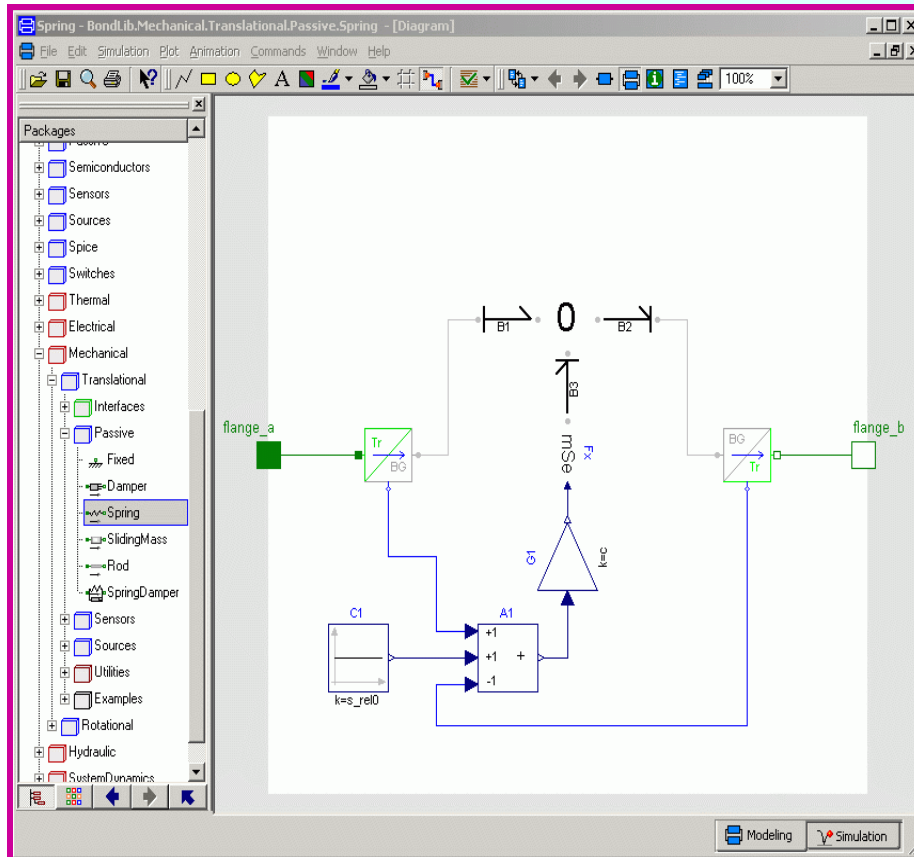 Spring - BondLib.Mechanical.Translational.Passive.Spring - [Diagram]
File Edit Simulation Plot Animation Commands Window Help
A
100%
Packages
Passive
Semiconductors
Sensors
Sources
Spice
Switches
Thermal
Electrical
Mechanical
Translational
Interfaces
Passive
Fixed
Damper
Spring
SlidingMass
Rod
SpringDamper
Sensors
Sources
Utilities
Examples
Rotational
Hydraulic
SystemDynamics
B1
0
B2
B3
flange_a
Tr
BG
mSe
Fx
BG
Tr
flange_b
G1
k=c
C1
k=s_rel0
A1
+1
+1
+
-1
Modeling
Simulation